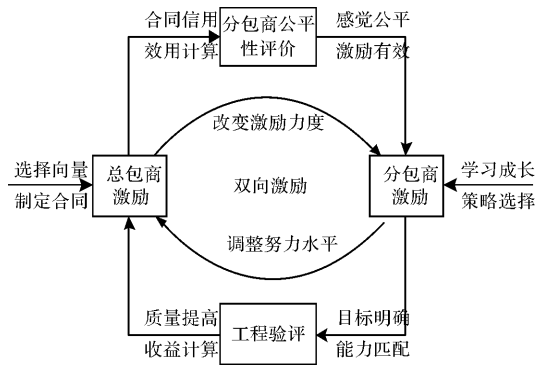 合同信用
效用计算
分包商公平
性评价
感觉公平
激励有效
改变激励力度
选择向量
制定合同
总包商
激励
双向激励
分包商
激励
学习成长
策略选择
调整努力水平
质量提高
收益计算
工程验评
目标明确
能力匹配